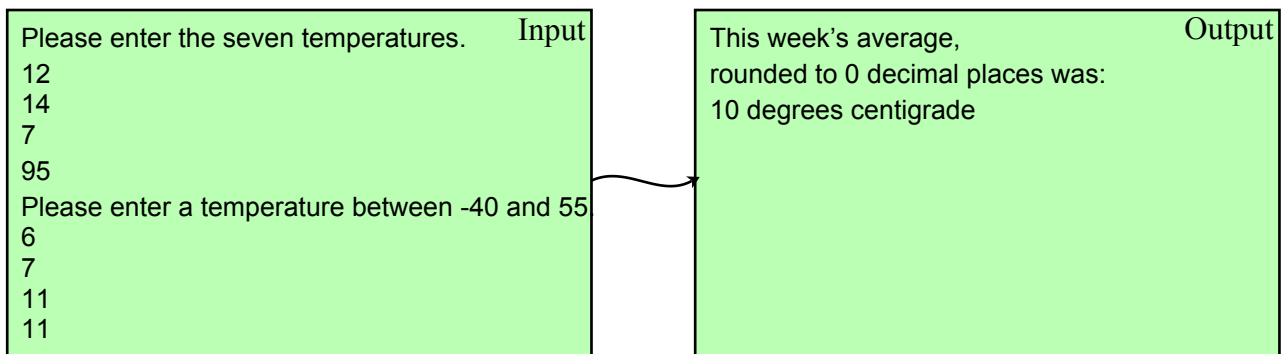 Input
Please enter the seven temperatures.
12
14
7
95
Please enter a temperature between -40 and 55.
6
7
11
11
Output
This week's average,
rounded to 0 decimal places was:
10 degrees centigrade